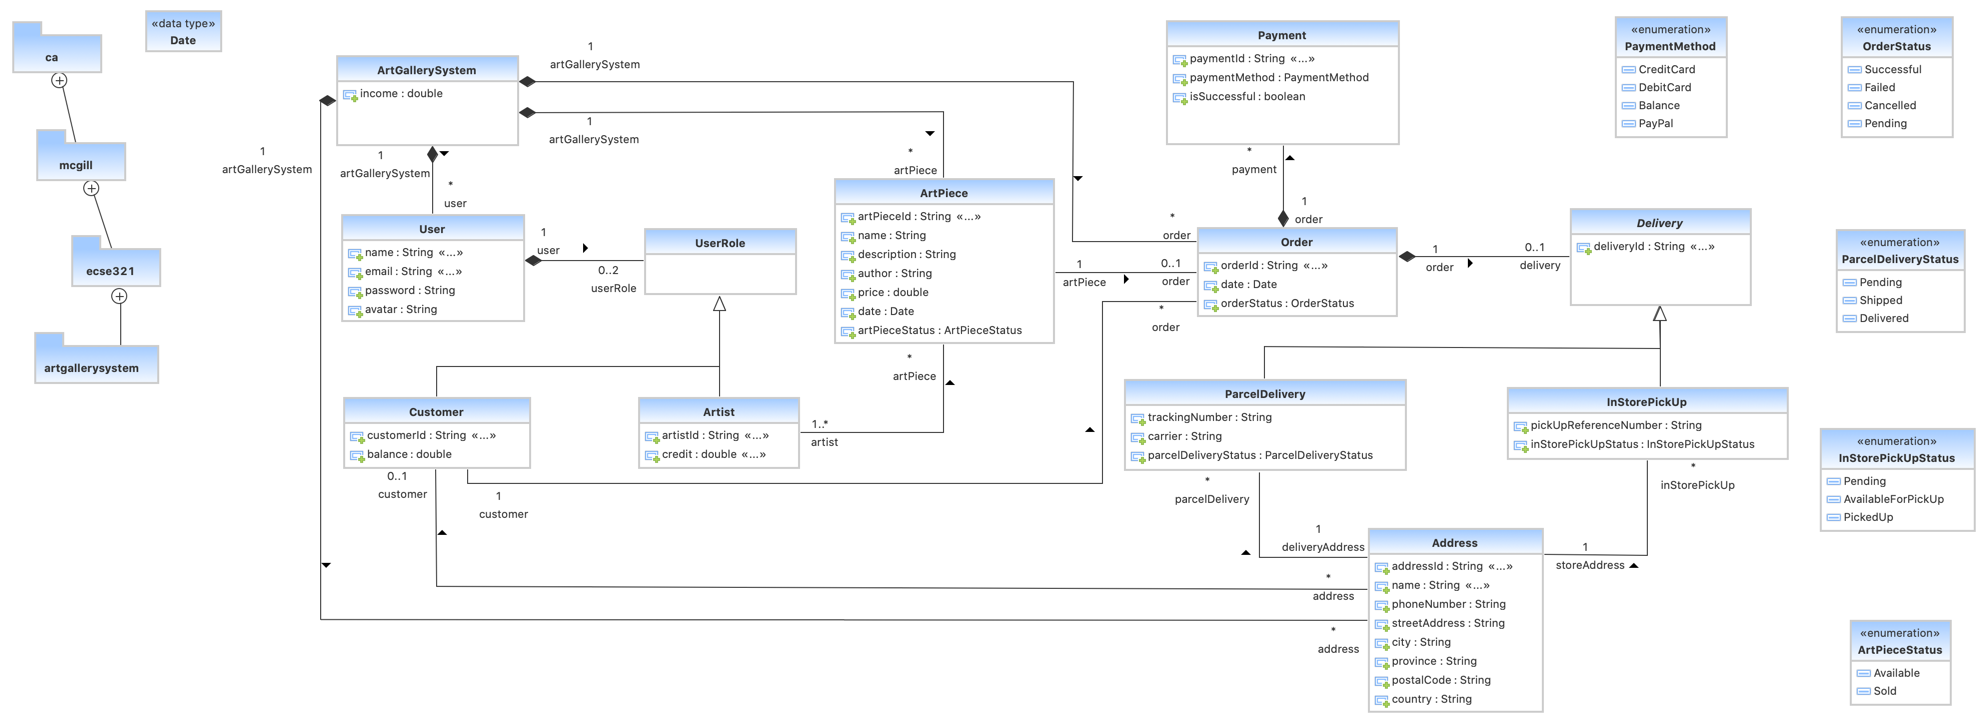 ca
mcgill
ecse321
artgallerysystem
«data type»
Date
ArtGallerySystem
income : double
1
artGallerySystem
1
artGallerySystem
1
artGallerySystem
1
artGallerySystem
*
user
User
name : String «...»
email : String «...»
password : String
avatar : String
1
user
0..2
userRole
UserRole
*
artPiece
ArtPiece
artPieceId : String «...»
name : String
description : String
author : String
price : double
date : Date
artPieceStatus : ArtPieceStatus
*
artPiece
1
artPiece
0..1
order
*
order
*
order
Payment
paymentId : String «...»
paymentMethod : PaymentMethod
isSuccessful : boolean
*
payment
1
order
Order
orderId : String «...»
date : Date
orderStatus : OrderStatus
1
order
0..1
delivery
Delivery
deliveryId : String «...»
Customer
customerId : String «...»
balance : double
0..1
customer
1
customer
Artist
artistId : String «...»
credit : double «...»
1..*
artist
ParcelDelivery
trackingNumber : String
carrier : String
parcelDeliveryStatus : ParcelDeliveryStatus
*
parcelDelivery
1
deliveryAddress
InStorePickUp
pickUpReferenceNumber : String
inStorePickUpStatus : InStorePickUpStatus
*
inStorePickUp
1
storeAddress
*
address
*
address
Address
addressId : String «...»
name : String «...»
phoneNumber : String
streetAddress : String
city : String
province : String
postalCode : String
country : String
«enumeration»
PaymentMethod
CreditCard
DebitCard
Balance
PayPal
«enumeration»
OrderStatus
Successful
Failed
Cancelled
Pending
«enumeration»
ParcelDeliveryStatus
Pending
Shipped
Delivered
«enumeration»
InStorePickUpStatus
Pending
AvailableForPickUp
PickedUp
«enumeration»
ArtPieceStatus
Available
Sold